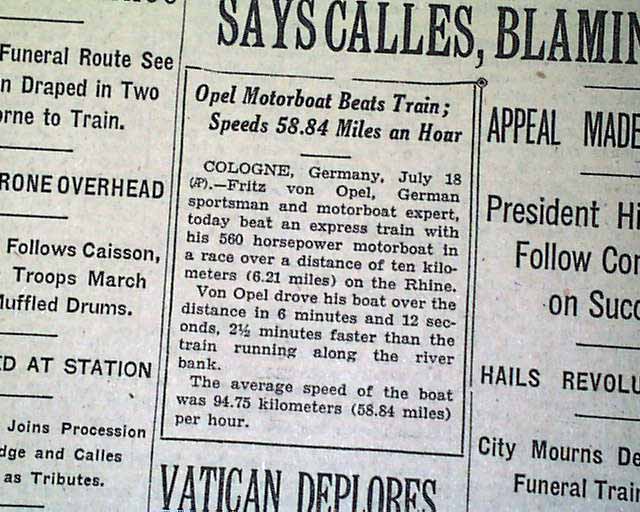 Funeral Route See
Draped in Two
to Train.
OVERHEAD
Follows Caisson,
Troops March
Muffled Drums.
AT STATION
Joins Procession
and Calles
as Tributes.
SAYS CALLES, BLAMIN
Opel Motorboat Beats Train;
Speeds 58.84 Miles an Hour
COLOGNE, Germany, July 18
(AP).—Fritz von Opel, German
sportsman and motorboat expert,
today beat an express train with
his 560 horsepower motorboat in
a race over a distance of ten kilo-
meters (6.21 miles) on the Rhine.
Von Opel drove his boat over the
distance in 6 minutes and 12 sec-
onds, 2½ minutes faster than the
train running along the river
bank.
The average speed of the boat
was 94.75 kilometers (58.84 miles)
per hour.
VATICAN DEPLORES
APPEAL MADE
President Hi
Follow Cou
on Succ
HAILS REVOLU
City Mourns De
Funeral Trai